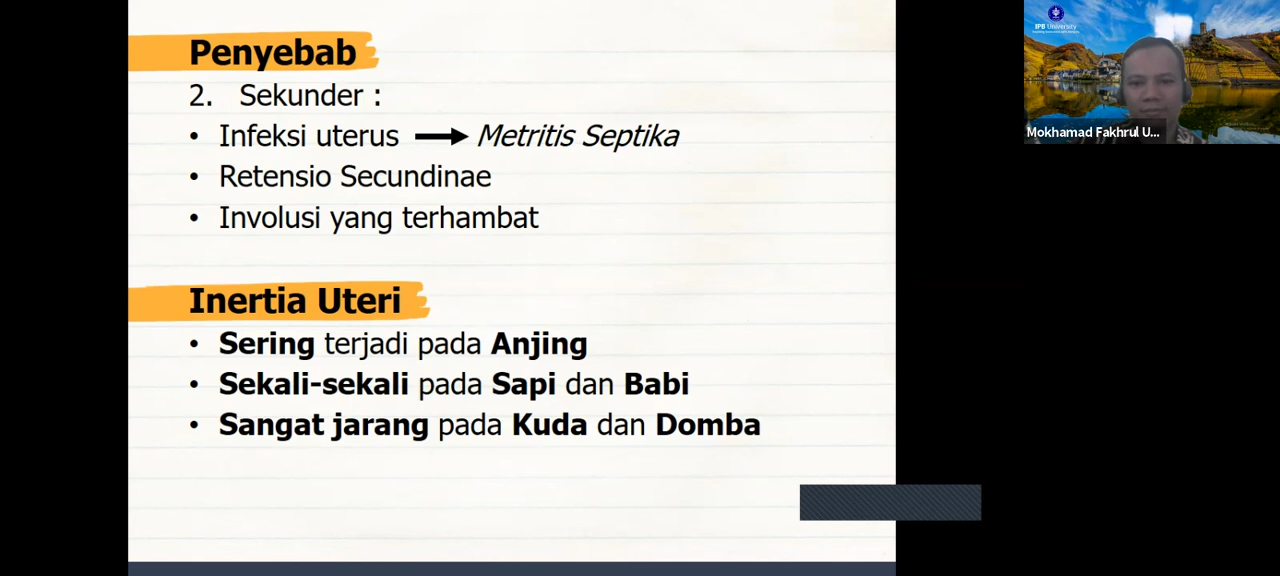 Penyebab
2. Sekunder :
• Infeksi uterus → Metritis Septika
• Retensio Secundinae
• Involusi yang terhambat
Inertia Uteri
• Sering terjadi pada Anjing
• Sekali-sekali pada Sapi dan Babi
• Sangat jarang pada Kuda dan Domba
IPB University
Mokhamad Fakhrul U...